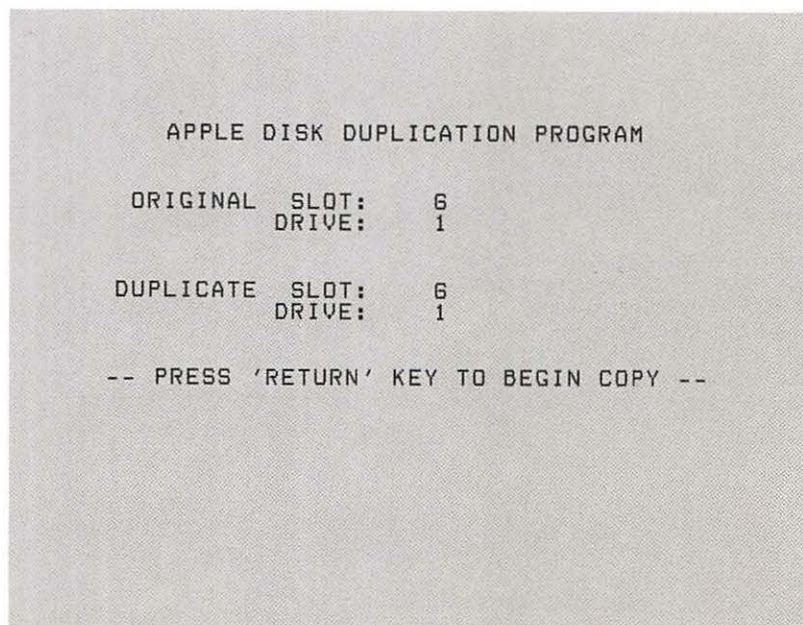 APPLE DISK DUPLICATION PROGRAM
ORIGINAL SLOT: 6
DRIVE: 1
DUPLICATE SLOT: 6
DRIVE: 1
-- PRESS 'RETURN' KEY TO BEGIN COPY --